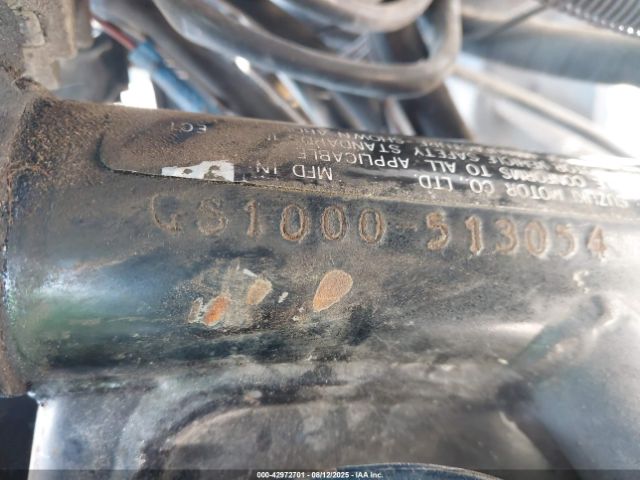 SUZUKI MOTOR CO. LTD.
MFD IN
CONFORMS TO ALL APPLICABLE
SAFETY STANDARD
SHOWN
GS1000-513054
000-42972701 - 08/12/2025 - © IAA Inc.